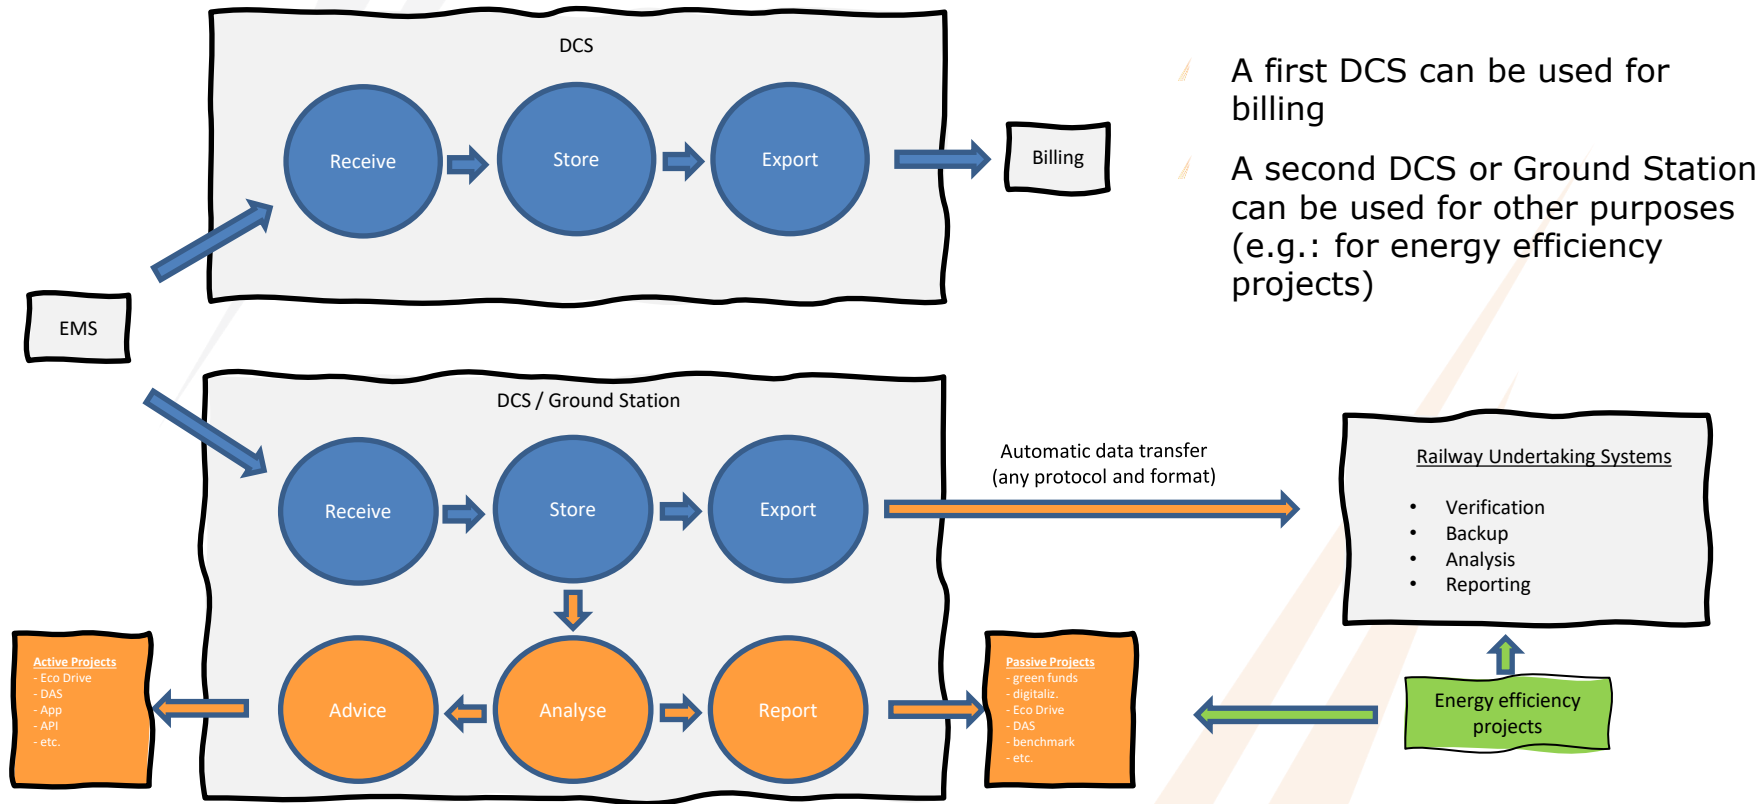 DCS
Receive
Store
Export
Billing
EMS
A first DCS can be used for
billing
A second DCS or Ground Station
can be used for other purposes
(e.g.: for energy efficiency
projects)
DCS / Ground Station
Receive
Store
Export
Automatic data transfer
(any protocol and format)
Railway Undertaking Systems
• Verification
• Backup
• Analysis
• Reporting
Active Projects
- Eco Drive
- DAS
- App
- API
- etc.
Advice
Analyse
Report
Passive Projects
- green funds
- digitaliz.
- Eco Drive
- DAS
- benchmark
- etc.
Energy efficiency
projects